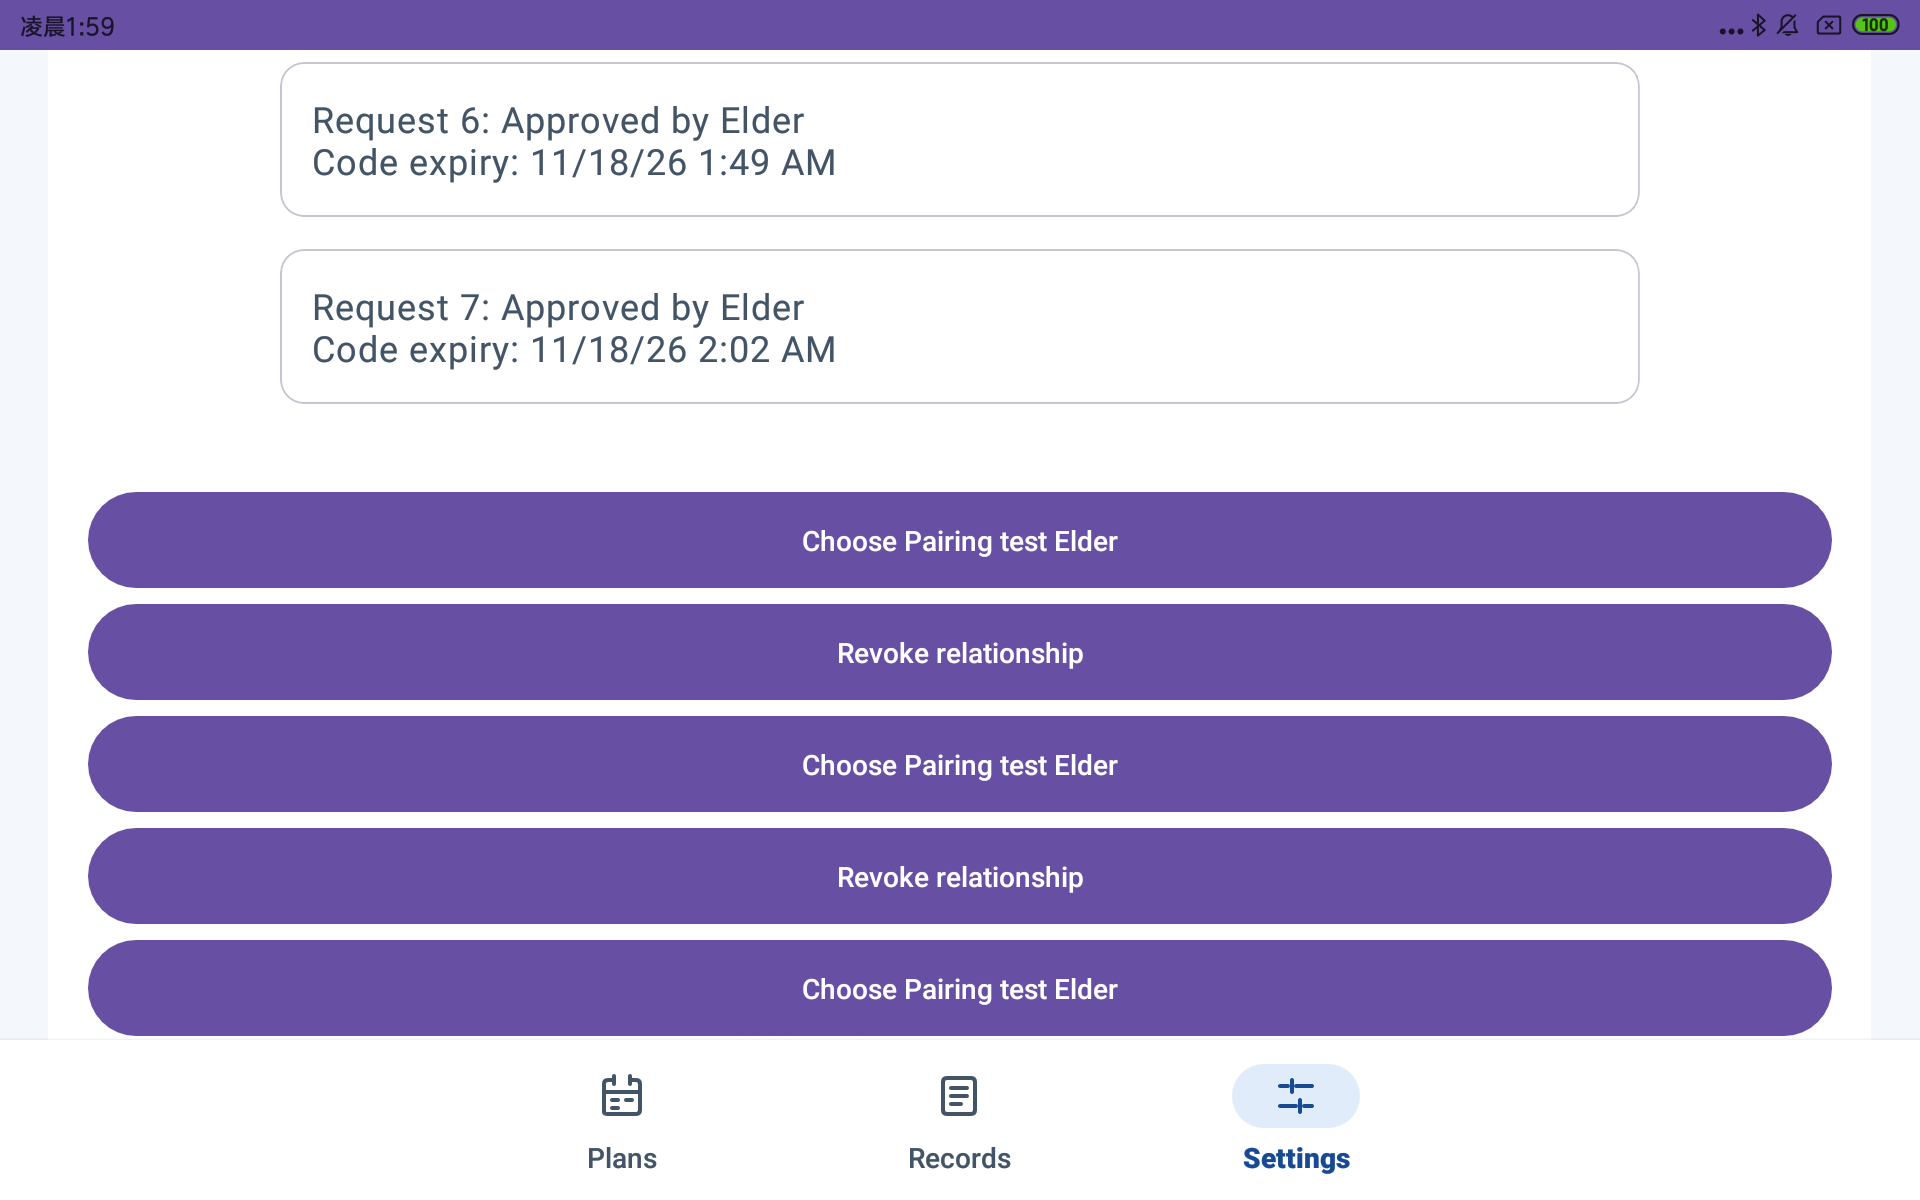 凌晨1:59
100
Request 6: Approved by Elder
Code expiry: 11/18/26 1:49 AM
Request 7: Approved by Elder
Code expiry: 11/18/26 2:02 AM
Choose Pairing test Elder
Revoke relationship
Choose Pairing test Elder
Revoke relationship
Choose Pairing test Elder
Plans
Records
Settings